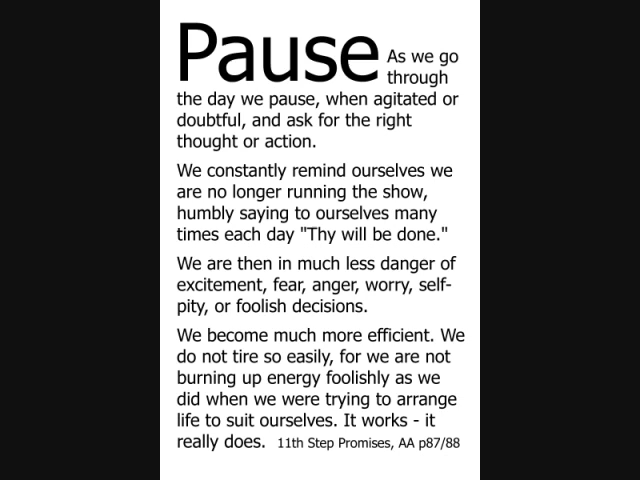 Pause As we go
through
the day we pause, when agitated or
doubtful, and ask for the right
thought or action.
We constantly remind ourselves we
are no longer running the show,
humbly saying to ourselves many
times each day "Thy will be done."
We are then in much less danger of
excitement, fear, anger, worry, self-
pity, or foolish decisions.
We become much more efficient. We
do not tire so easily, for we are not
burning up energy foolishly as we
did when we were trying to arrange
life to suit ourselves. It works - it
really does. 11th Step Promises, AA p87/88